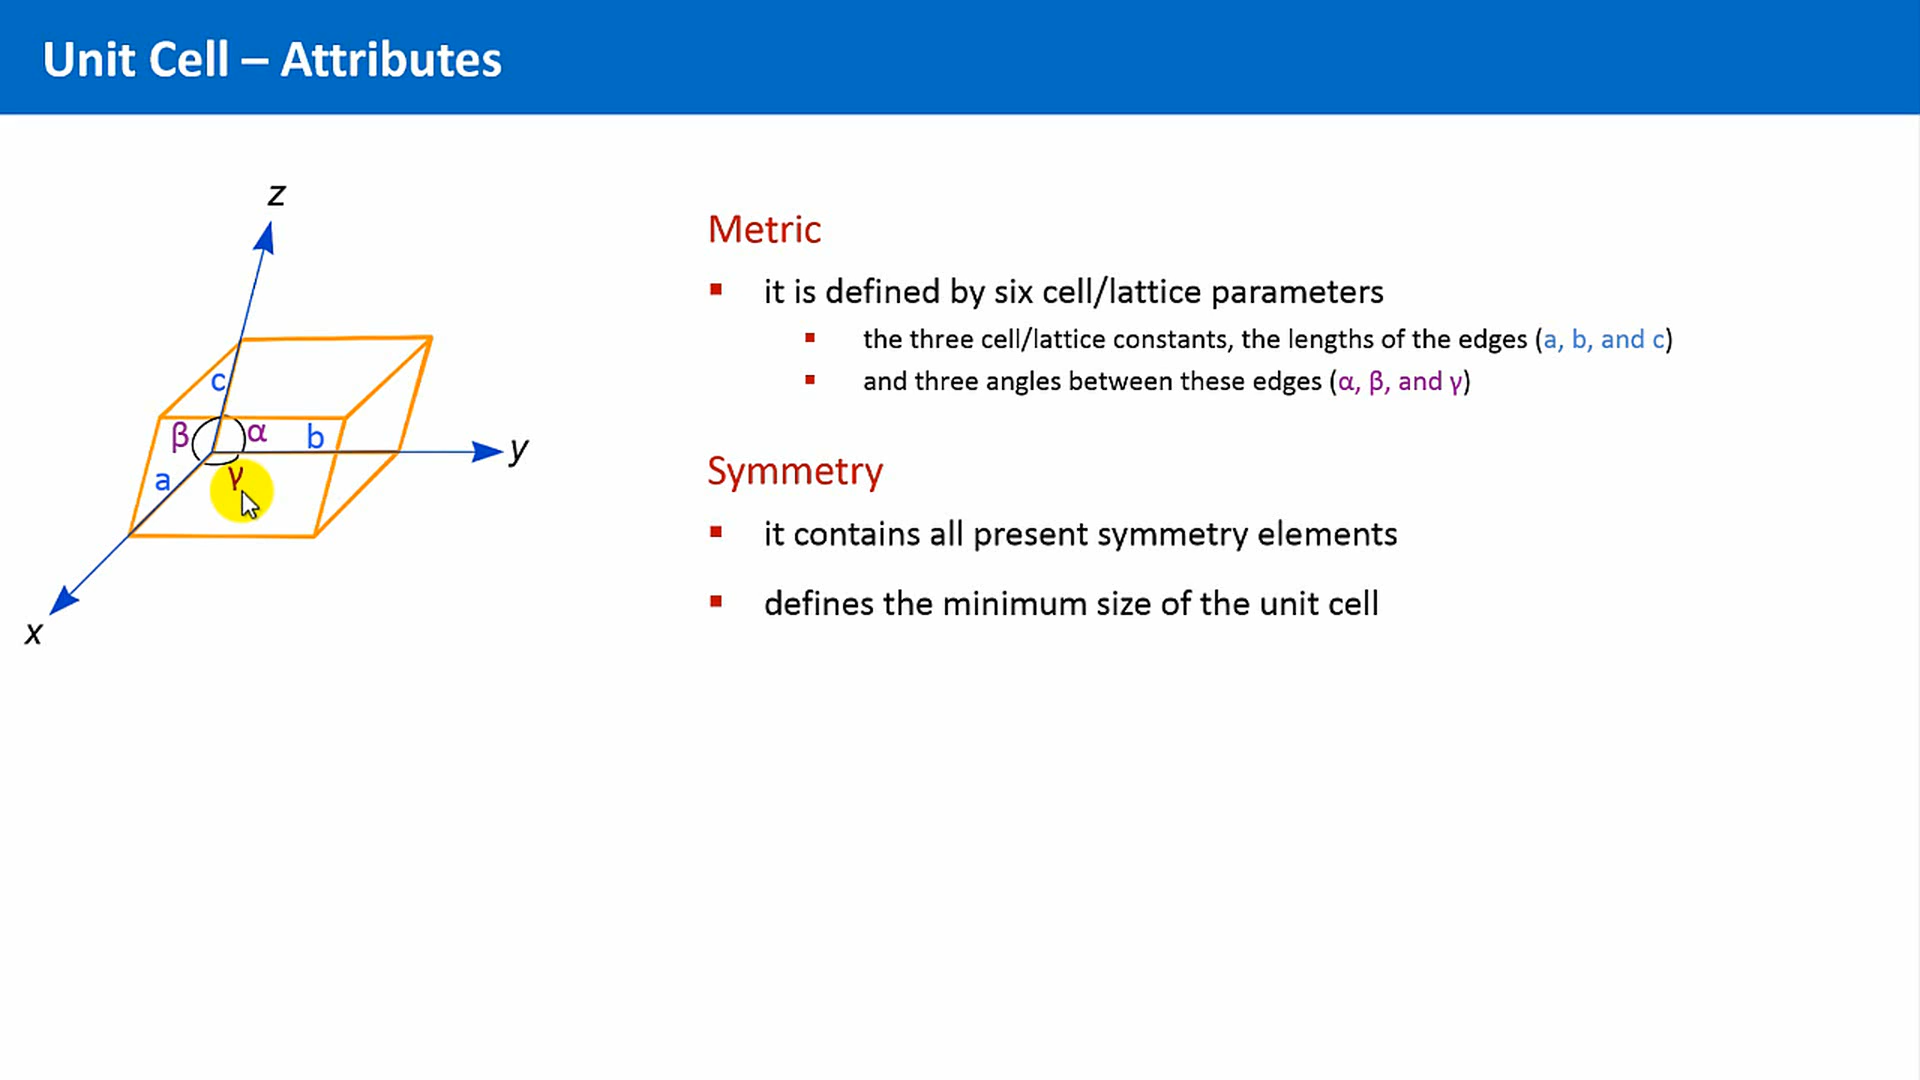 Unit Cell – Attributes
z
c
β
α
b
y
a
γ
x
Metric
▪ it is defined by six cell/lattice parameters
▪ the three cell/lattice constants, the lengths of the edges (a, b, and c)
▪ and three angles between these edges (α, β, and γ)
Symmetry
▪ it contains all present symmetry elements
▪ defines the minimum size of the unit cell